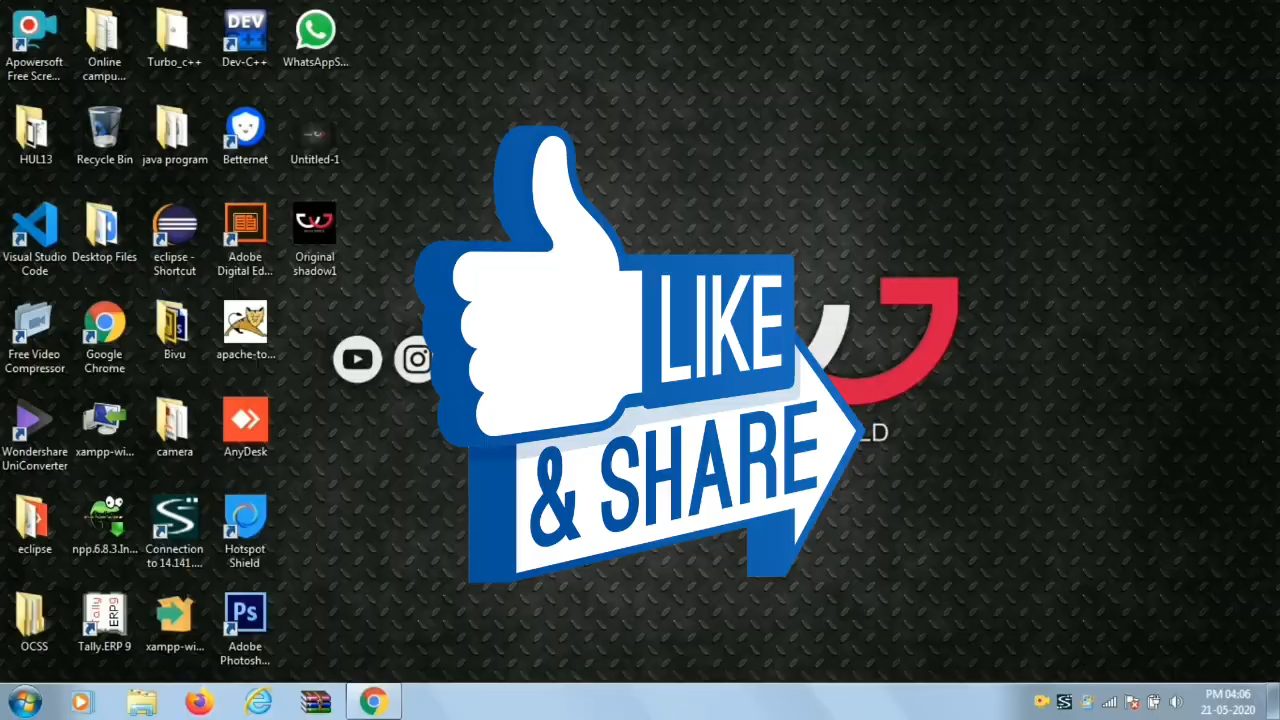 Apowersoft
Free Scre...
Online
campu...
Turbo_c++
DEV
C++
Dev-C++
WhatsAppS...
HUL13
Recycle Bin
java program
Betternet
Untitled-1
Visual Studio
Code
Desktop Files
eclipse -
Shortcut
Adobe
Digital Ed...
Original
shadow1
Free Video
Compressor
Google
Chrome
Bivu
apache-to...
Wondershare
UniConverter
xampp-wi...
camera
AnyDesk
eclipse
npp.6.8.3.In...
Connection
to 14.141....
Hotspot
Shield
OCSS
Tally
ERP9
Tally.ERP 9
xampp-wi...
Ps
Adobe
Photosh...
LIKE
& SHARE
LD
PM 04:06
21-05-2020